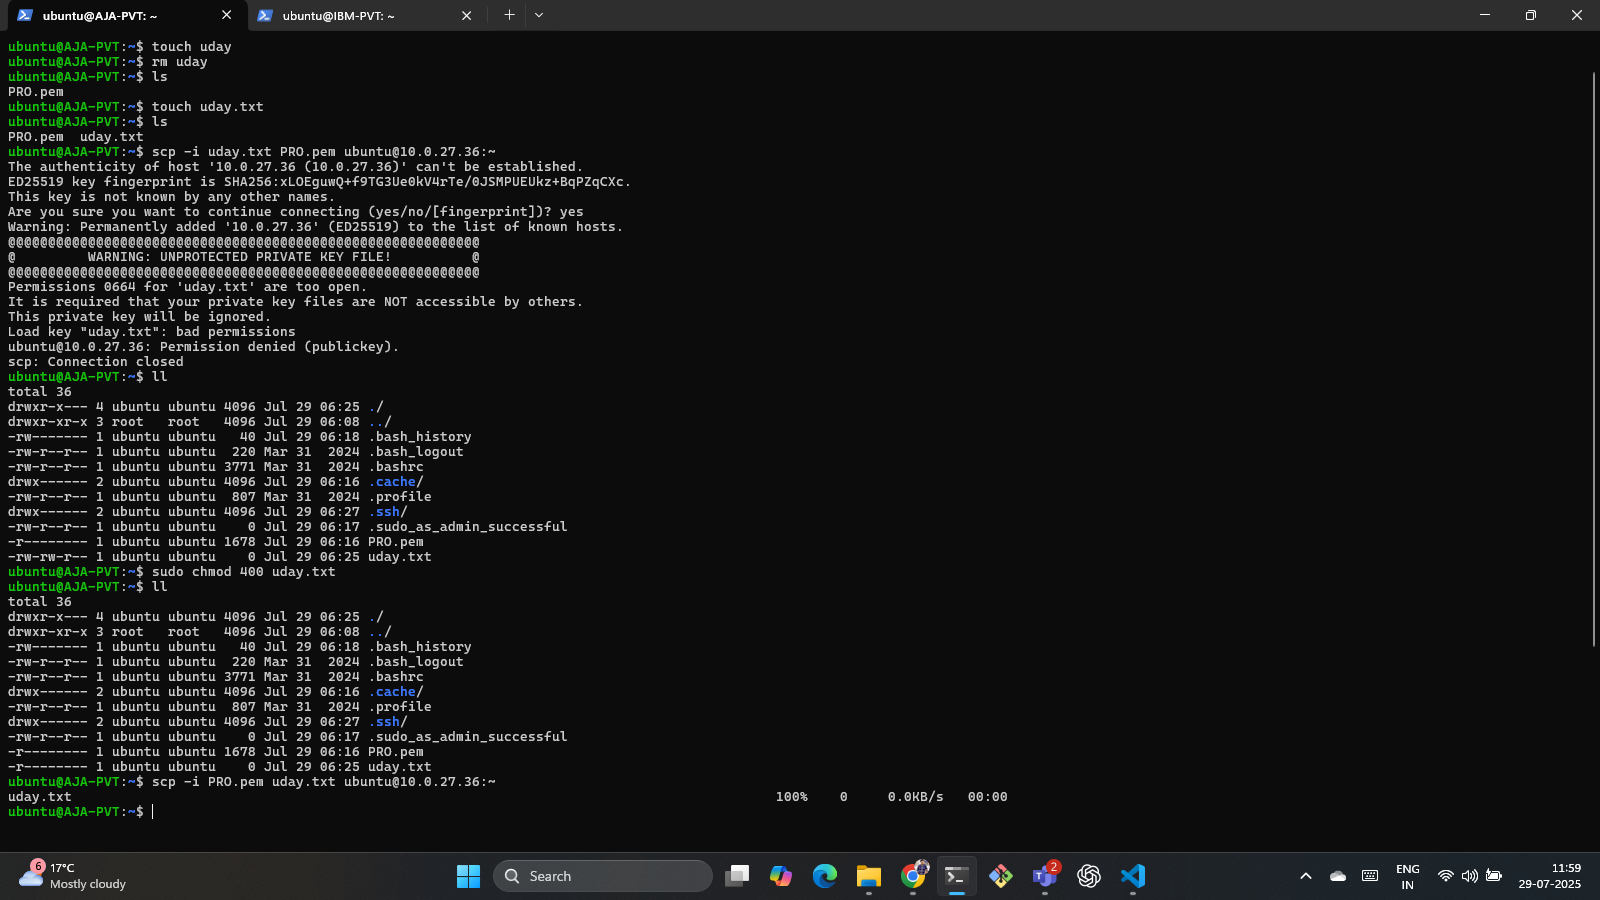 ubuntu@AJA-PVT: ~
ubuntu@IBM-PVT: ~
ubuntu@AJA-PVT:~$ touch uday
ubuntu@AJA-PVT:~$ rm uday
ubuntu@AJA-PVT:~$ ls
PRO.pem
ubuntu@AJA-PVT:~$ touch uday.txt
ubuntu@AJA-PVT:~$ ls
PRO.pem  uday.txt
ubuntu@AJA-PVT:~$ scp -i uday.txt PRO.pem ubuntu@10.0.27.36:~
The authenticity of host '10.0.27.36 (10.0.27.36)' can't be established.
ED25519 key fingerprint is SHA256:xLOEguwQ+f9TG3Ue0kV4rTe/0JSMPUEUkz+BqPZqCXc.
This key is not known by any other names.
Are you sure you want to continue connecting (yes/no/[fingerprint])? yes
Warning: Permanently added '10.0.27.36' (ED25519) to the list of known hosts.
@@@@@@@@@@@@@@@@@@@@@@@@@@@@@@@@@@@@@@@@@@@@@@@@@@@@@@@@@@@
@         WARNING: UNPROTECTED PRIVATE KEY FILE!          @
@@@@@@@@@@@@@@@@@@@@@@@@@@@@@@@@@@@@@@@@@@@@@@@@@@@@@@@@@@@
Permissions 0664 for 'uday.txt' are too open.
It is required that your private key files are NOT accessible by others.
This private key will be ignored.
Load key "uday.txt": bad permissions
ubuntu@10.0.27.36: Permission denied (publickey).
scp: Connection closed
ubuntu@AJA-PVT:~$ ll
total 36
drwxr-x--- 4 ubuntu ubuntu 4096 Jul 29 06:25 ./
drwxr-xr-x 3 root   root   4096 Jul 29 06:08 ../
-rw------- 1 ubuntu ubuntu   40 Jul 29 06:18 .bash_history
-rw-r--r-- 1 ubuntu ubuntu  220 Mar 31  2024 .bash_logout
-rw-r--r-- 1 ubuntu ubuntu 3771 Mar 31  2024 .bashrc
drwx------ 2 ubuntu ubuntu 4096 Jul 29 06:16 .cache/
-rw-r--r-- 1 ubuntu ubuntu  807 Mar 31  2024 .profile
drwx------ 2 ubuntu ubuntu 4096 Jul 29 06:27 .ssh/
-rw-r--r-- 1 ubuntu ubuntu    0 Jul 29 06:17 .sudo_as_admin_successful
-r-------- 1 ubuntu ubuntu 1678 Jul 29 06:16 PRO.pem
-rw-rw-r-- 1 ubuntu ubuntu    0 Jul 29 06:25 uday.txt
ubuntu@AJA-PVT:~$ sudo chmod 400 uday.txt
ubuntu@AJA-PVT:~$ ll
total 36
drwxr-x--- 4 ubuntu ubuntu 4096 Jul 29 06:25 ./
drwxr-xr-x 3 root   root   4096 Jul 29 06:08 ../
-rw------- 1 ubuntu ubuntu   40 Jul 29 06:18 .bash_history
-rw-r--r-- 1 ubuntu ubuntu  220 Mar 31  2024 .bash_logout
-rw-r--r-- 1 ubuntu ubuntu 3771 Mar 31  2024 .bashrc
drwx------ 2 ubuntu ubuntu 4096 Jul 29 06:16 .cache/
-rw-r--r-- 1 ubuntu ubuntu  807 Mar 31  2024 .profile
drwx------ 2 ubuntu ubuntu 4096 Jul 29 06:27 .ssh/
-rw-r--r-- 1 ubuntu ubuntu    0 Jul 29 06:17 .sudo_as_admin_successful
-r-------- 1 ubuntu ubuntu 1678 Jul 29 06:16 PRO.pem
-r-------- 1 ubuntu ubuntu    0 Jul 29 06:25 uday.txt
ubuntu@AJA-PVT:~$ scp -i PRO.pem uday.txt ubuntu@10.0.27.36:~
uday.txt 100% 0 0.0KB/s 00:00
ubuntu@AJA-PVT:~$
6
17°C
Mostly cloudy
Search
2
ENG
IN
11:59
29-07-2025